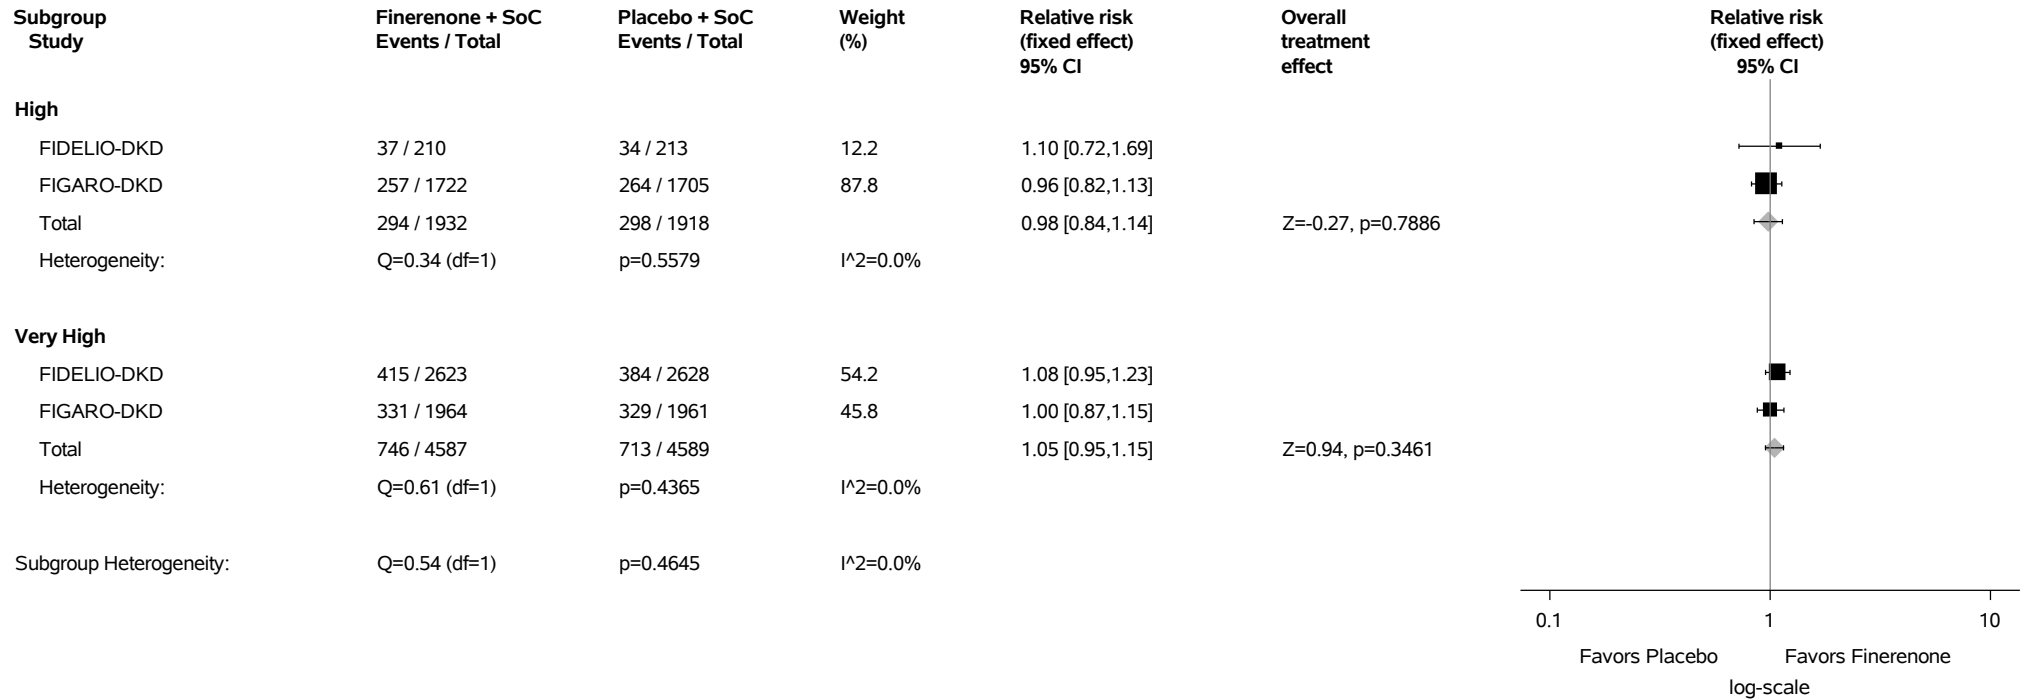 Subgroup Finerenone + SoC Placebo + SoC Weight Relative risk Overall Relative risk
Study Events / Total Events / Total (%) (fixed effect) treatment (fixed effect)
95% CI effect 95% CI
High
FIDELIO-DKD 37 / 210 34 / 213 12.2 1.10 [0.72,1.69]
FIGARO-DKD 257 / 1722 264 / 1705 87.8 0.96 [0.82,1.13]
Total 294 / 1932 298 / 1918 0.98 [0.84,1.14] Z=-0.27, p=0.7886
Heterogeneity: Q=0.34 (df=1) p=0.5579 I^2=0.0%
Very High
FIDELIO-DKD 415 / 2623 384 / 2628 54.2 1.08 [0.95,1.23]
FIGARO-DKD 331 / 1964 329 / 1961 45.8 1.00 [0.87,1.15]
Total 746 / 4587 713 / 4589 1.05 [0.95,1.15] Z=0.94, p=0.3461
Heterogeneity: Q=0.61 (df=1) p=0.4365 I^2=0.0%
Subgroup Heterogeneity: Q=0.54 (df=1) p=0.4645 I^2=0.0%
0.1 1 10
Favors Placebo Favors Finerenone
log-scale